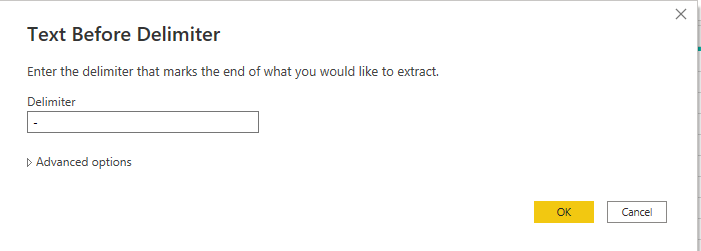 Text Before Delimiter
Enter the delimiter that marks the end of what you would like to extract.
Delimiter
-
Advanced options
OK
Cancel